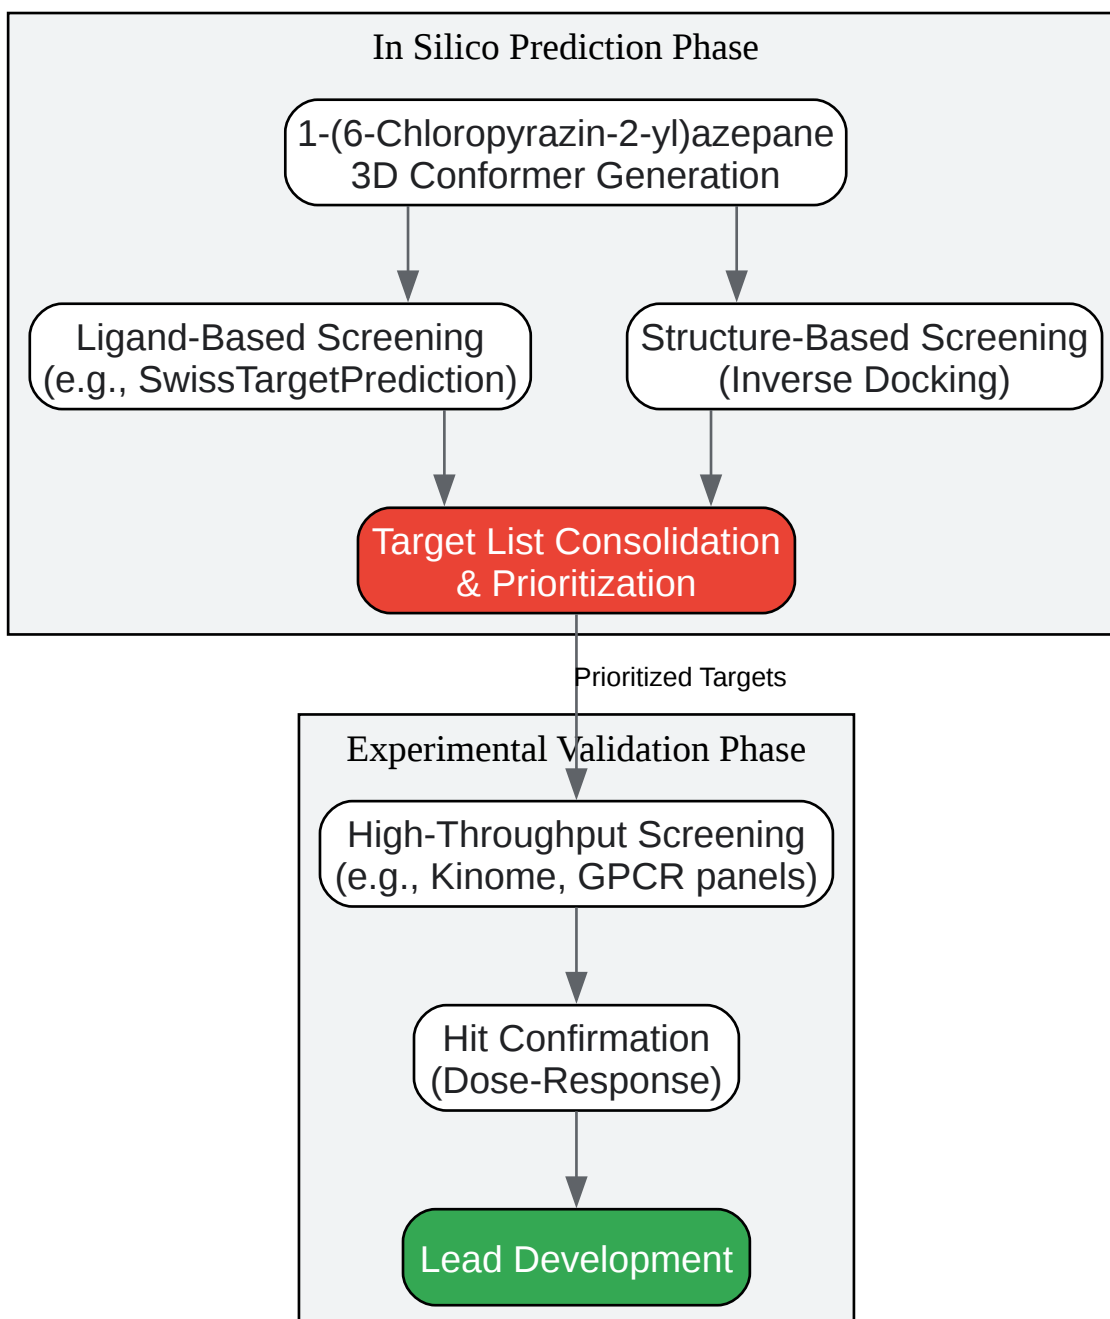 In Silico Prediction Phase
1-(6-Chloropyrazin-2-yl)azepane
3D Conformer Generation
Ligand-Based Screening
(e.g., SwissTargetPrediction)
Structure-Based Screening
(Inverse Docking)
Target List Consolidation
& Prioritization
Prioritized Targets
Experimental Validation Phase
High-Throughput Screening
(e.g., Kinome, GPCR panels)
Hit Confirmation
(Dose-Response)
Lead Development